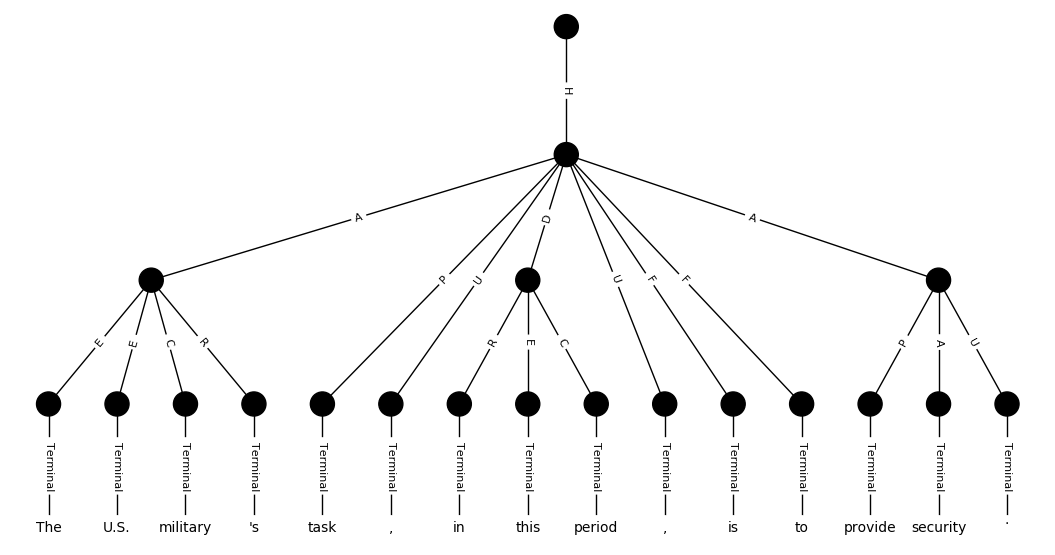 H
A P U D U F F A
E E C R R E C P A U
Terminal Terminal Terminal Terminal Terminal Terminal Terminal Terminal Terminal Terminal Terminal Terminal Terminal Terminal Terminal
The U.S. military 's task , in this period , is to provide security .